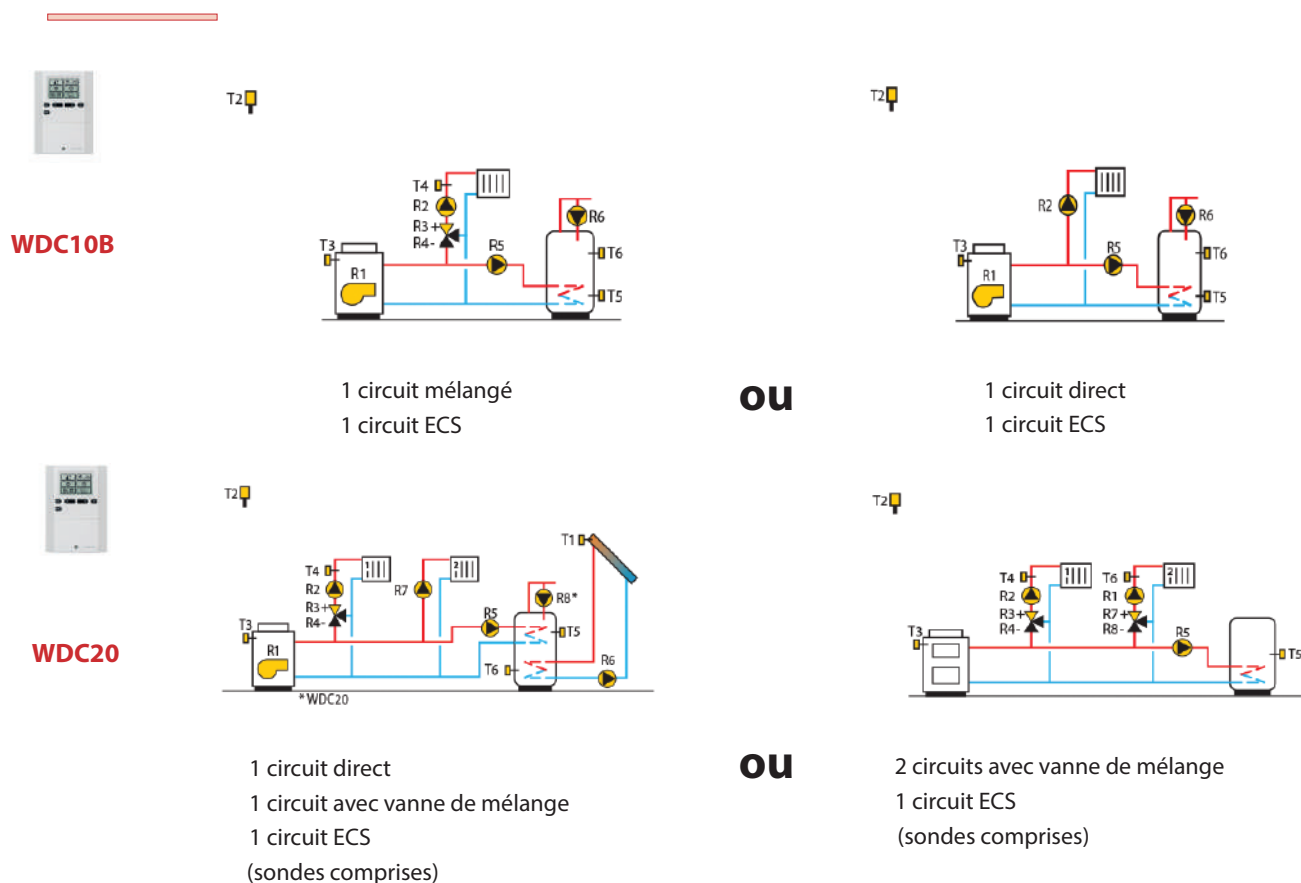 T2
T4
R2
R3+
R4-
T3
R1
R5
R6
T6
T5
WDC10B
1 circuit mélangé
1 circuit ECS
ou
T2
R2
T3
R1
R5
R6
T6
T5
1 circuit direct
1 circuit ECS
T2
T1
T4
R2
R3+
R4-
R7
T3
R1
R5
R8*
T5
T6
R6
*WDC20
1
2
WDC20
1 circuit direct
1 circuit avec vanne de mélange
1 circuit ECS
(sondes comprises)
ou
T2
T4
R2
R3+
R4-
1
T6
R1
R7+
R8-
2
T3
R5
T5
2 circuits avec vanne de mélange
1 circuit ECS
(sondes comprises)